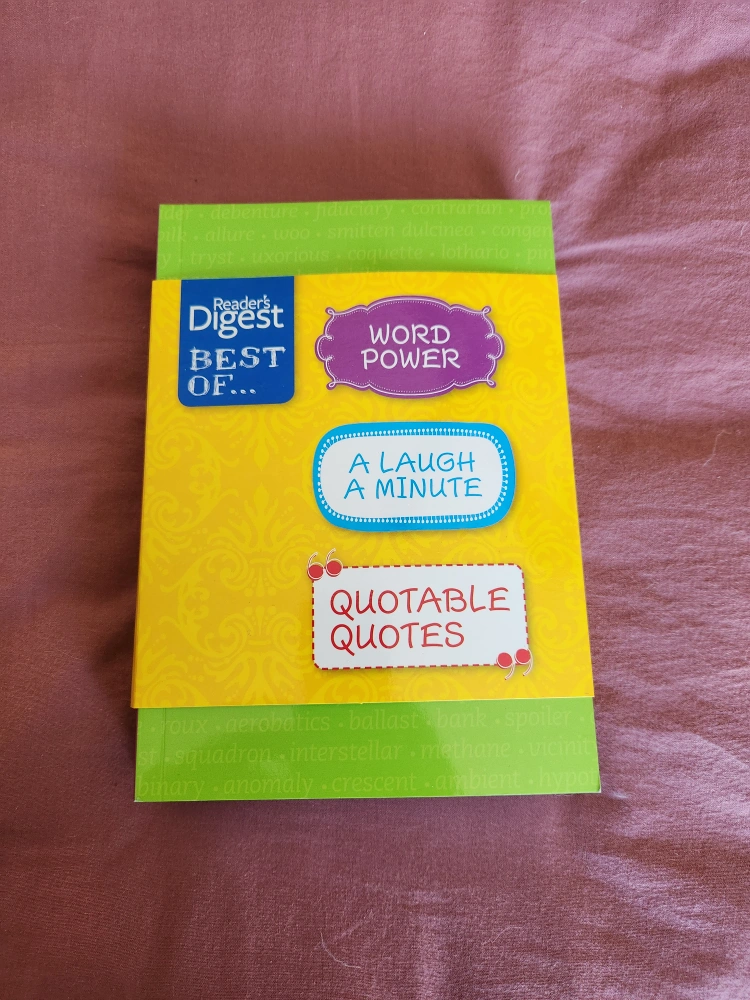 debenture • fiduciary • contrarian •
• allure • woo • smitten dulcinea •
• tryst • uxorious • coquette • lothario •
Reader's
Digest
BEST
OF...
WORD
POWER
A LAUGH
A MINUTE
QUOTABLE
QUOTES
roux • aerobatics • ballast • bank • spoiler •
• squadron • interstellar • methane •
binary • anomaly • crescent • ambient •